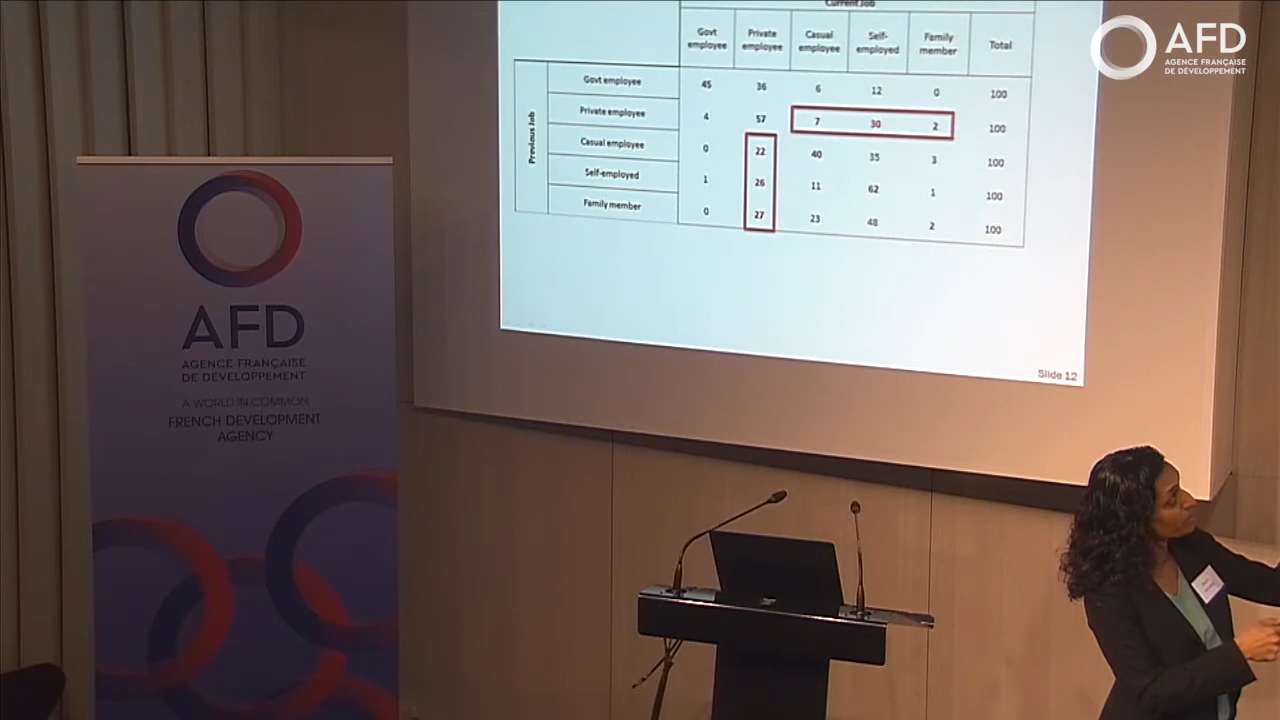 Current Job
Govt employee Private employee Casual employee Self-employed Family member Total
Previous Job
Govt employee 45 36 6 12 0 100
Private employee 4 57 7 30 2 100
Casual employee 0 22 40 35 3 100
Self-employed 1 26 11 62 1 100
Family member 0 27 23 48 2 100
Slide 12
AFD
AGENCE FRANÇAISE
DE DÉVELOPPEMENT
AFD
AGENCE FRANÇAISE
DE DÉVELOPPEMENT
A WORLD IN COMMON
FRENCH DEVELOPMENT
AGENCY